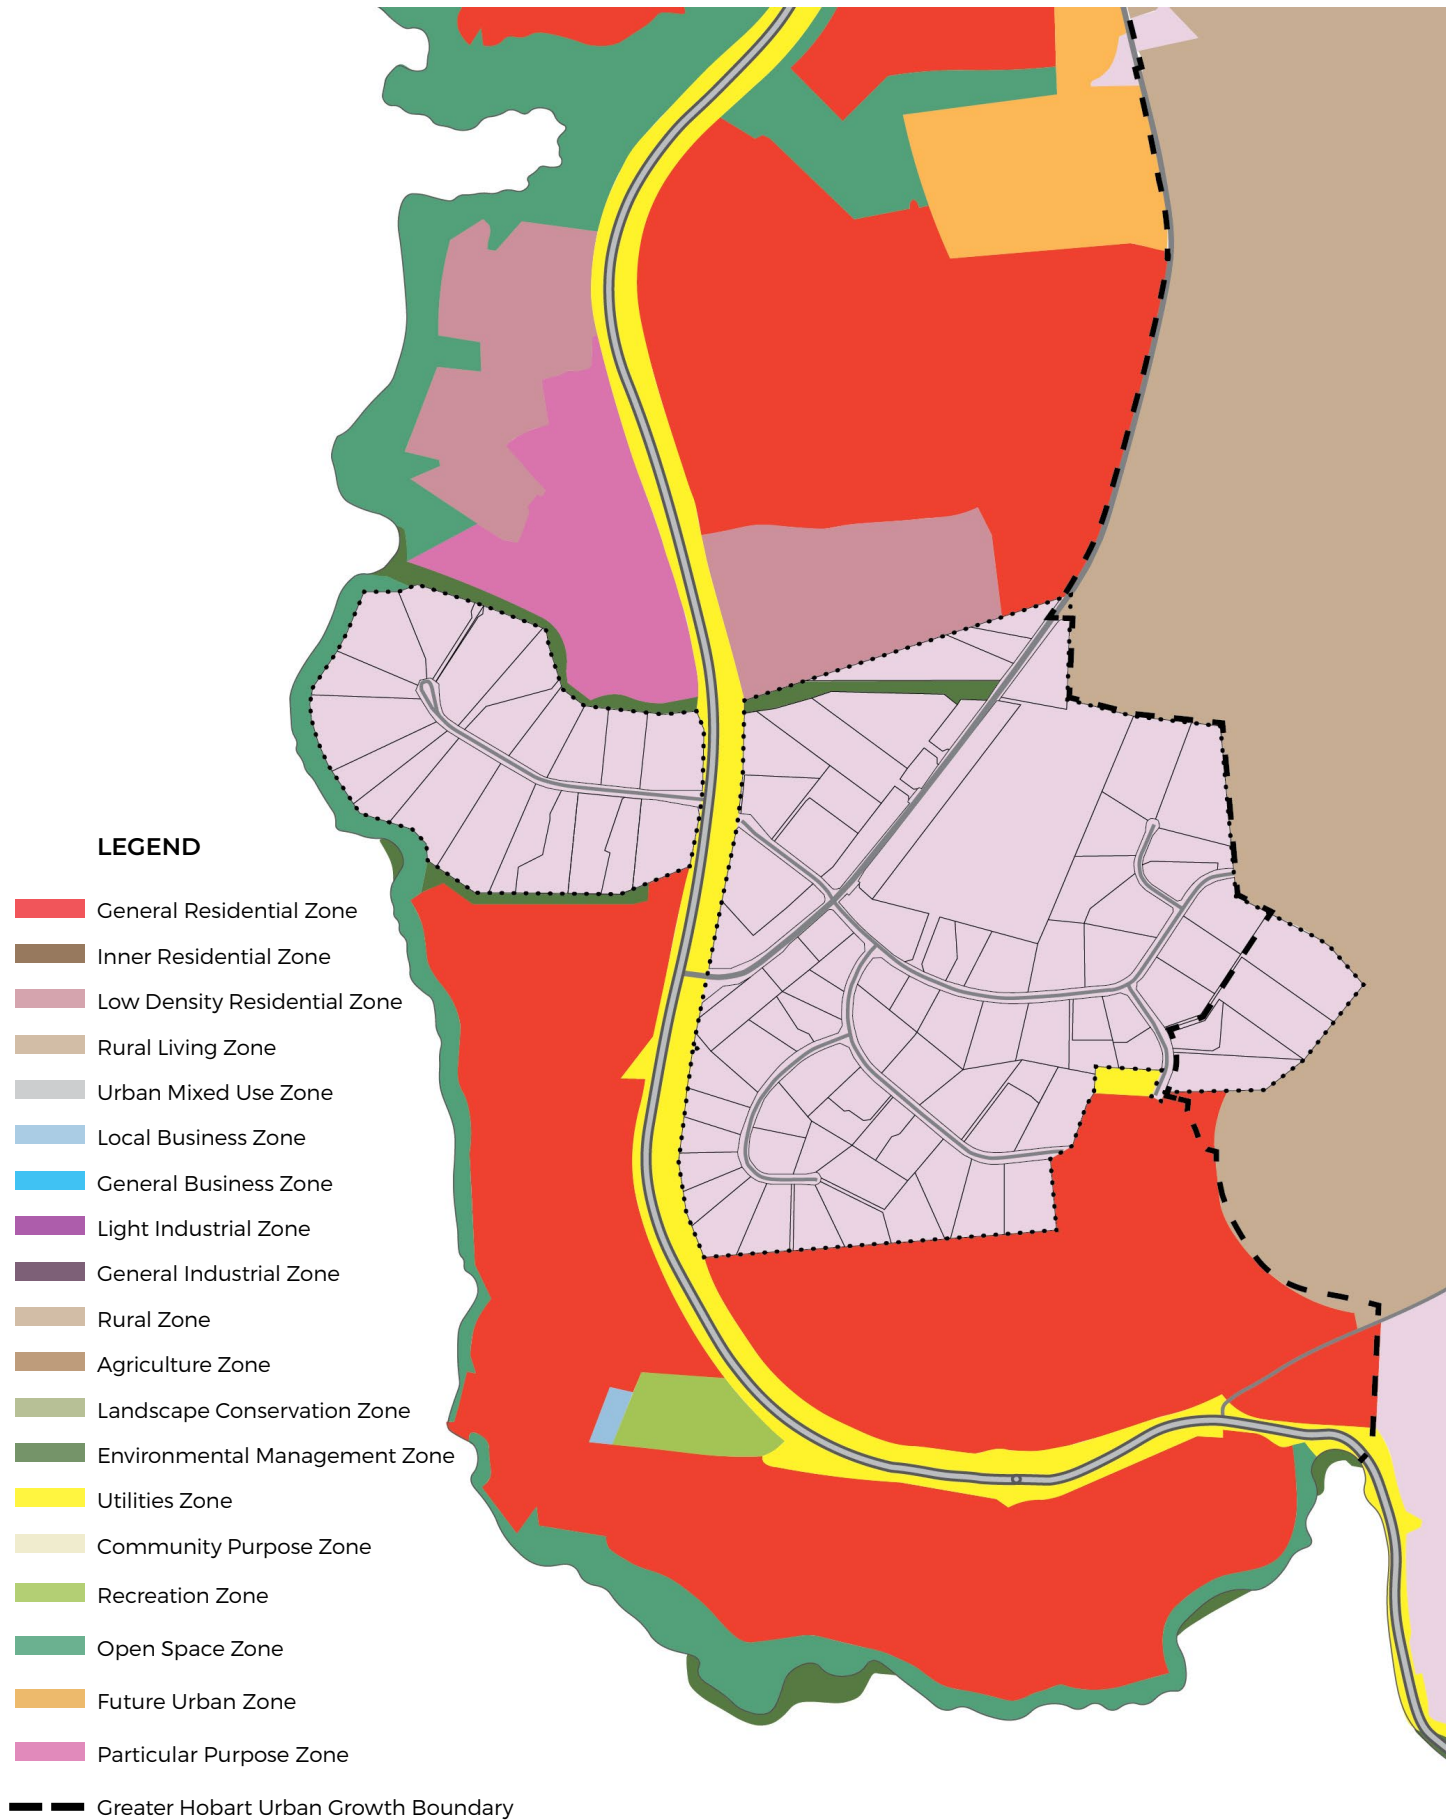 LEGEND
General Residential Zone
Inner Residential Zone
Low Density Residential Zone
Rural Living Zone
Urban Mixed Use Zone
Local Business Zone
General Business Zone
Light Industrial Zone
General Industrial Zone
Rural Zone
Agriculture Zone
Landscape Conservation Zone
Environmental Management Zone
Utilities Zone
Community Purpose Zone
Recreation Zone
Open Space Zone
Future Urban Zone
Particular Purpose Zone
Greater Hobart Urban Growth Boundary